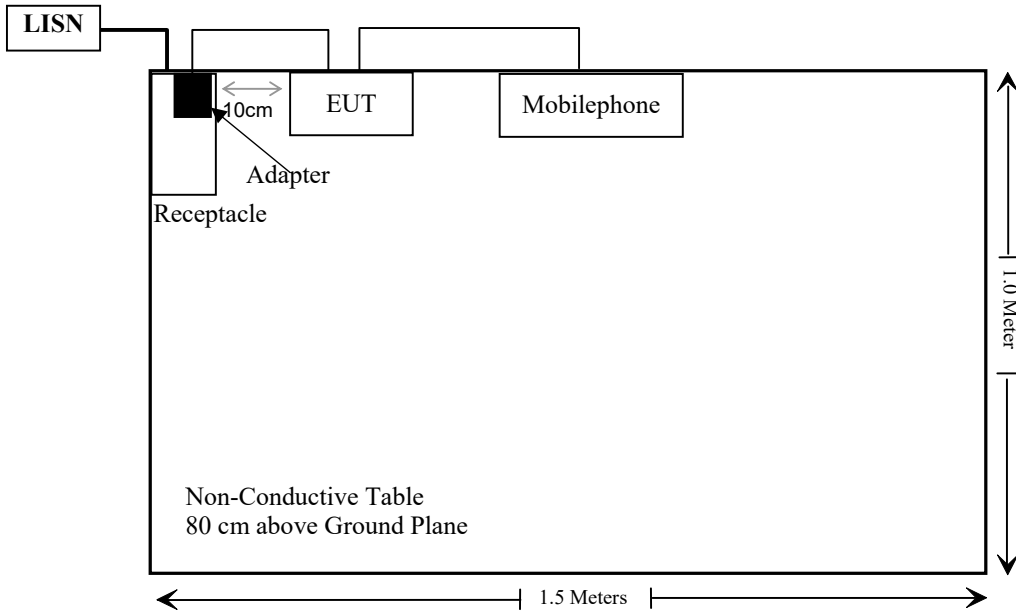 LISN
EUT
Mobilephone
10cm
Adapter
Receptacle
1.0 Meter
Non-Conductive Table
80 cm above Ground Plane
1.5 Meters